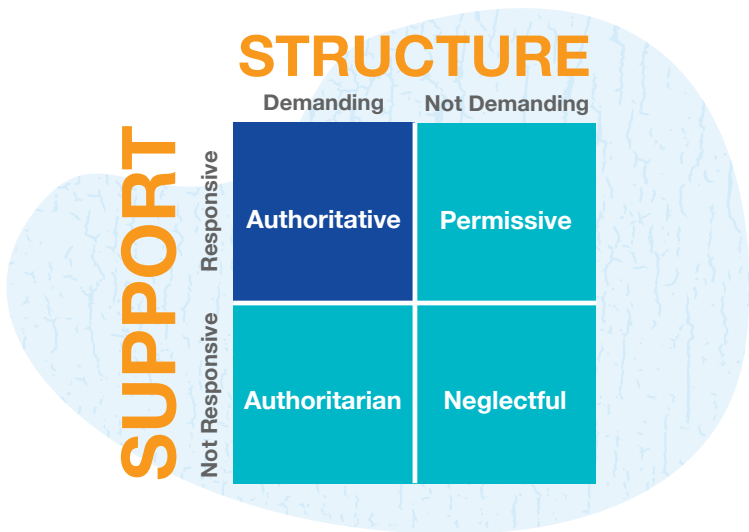 STRUCTURE
Demanding Not Demanding
SUPPORT
Responsive
Authoritative Permissive
Not Responsive
Authoritarian Neglectful